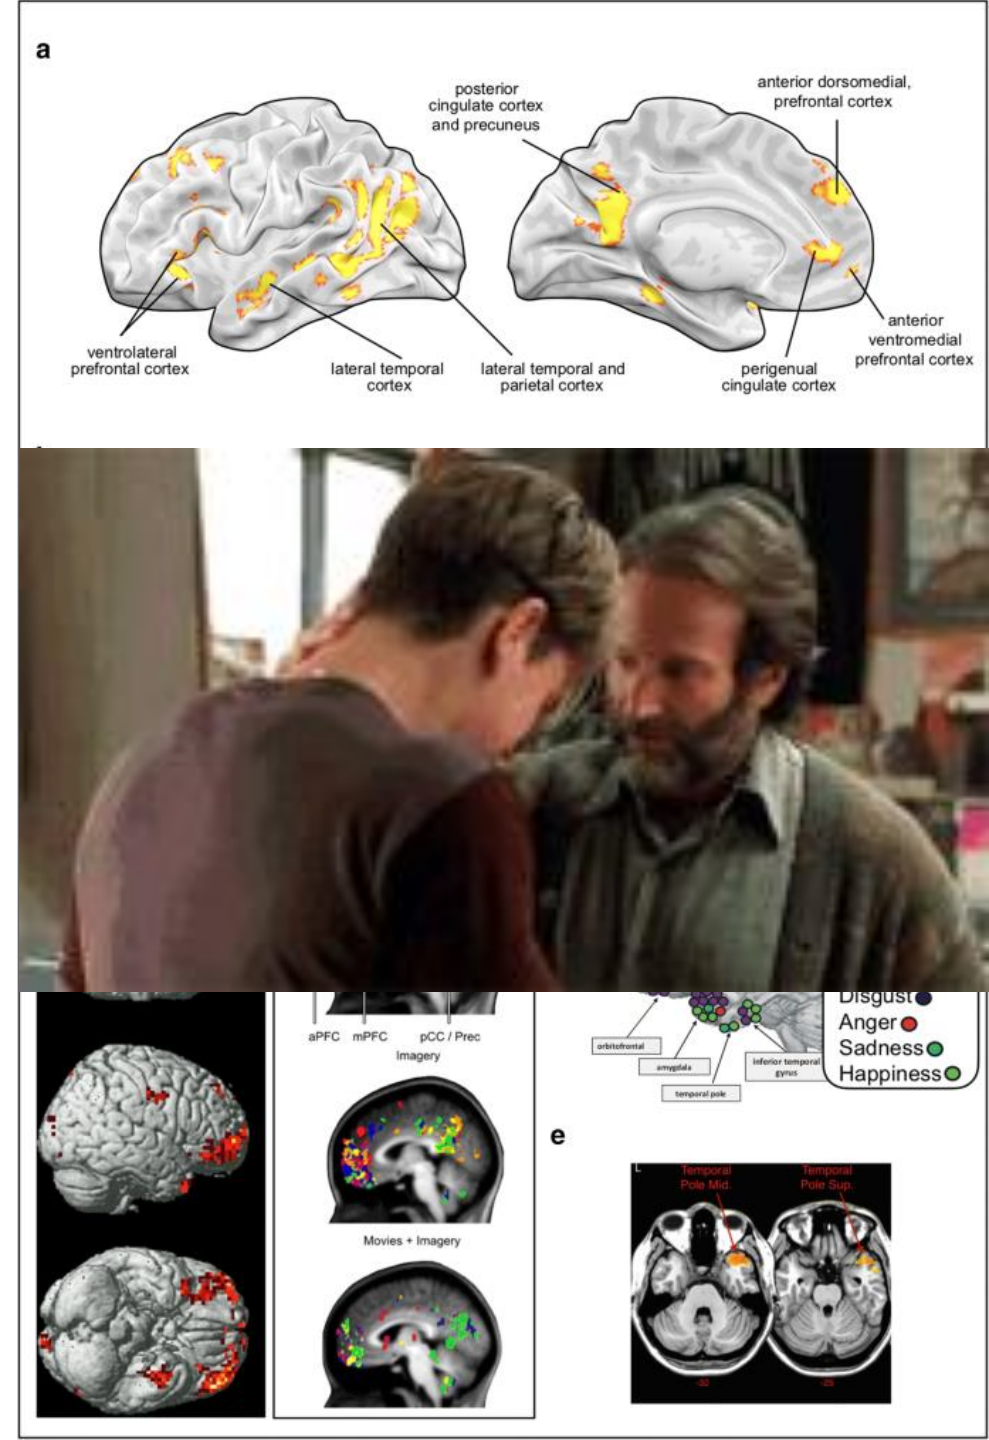 a
posterior
cingulate cortex
and precuneus
anterior dorsomedial,
prefrontal cortex
ventrolateral
prefrontal cortex
lateral temporal
cortex
lateral temporal and
parietal cortex
perigenual
cingulate cortex
anterior
ventromedial
prefrontal cortex
aPFC mPFC pCC / Prec
Imagery
Movies + Imagery
orbitofrontal
amygdala
temporal pole
inferior temporal
gyrus
Disgust
Anger
Sadness
Happiness
e
L
Temporal
Pole Mid.
Temporal
Pole Sup.
-32
-25